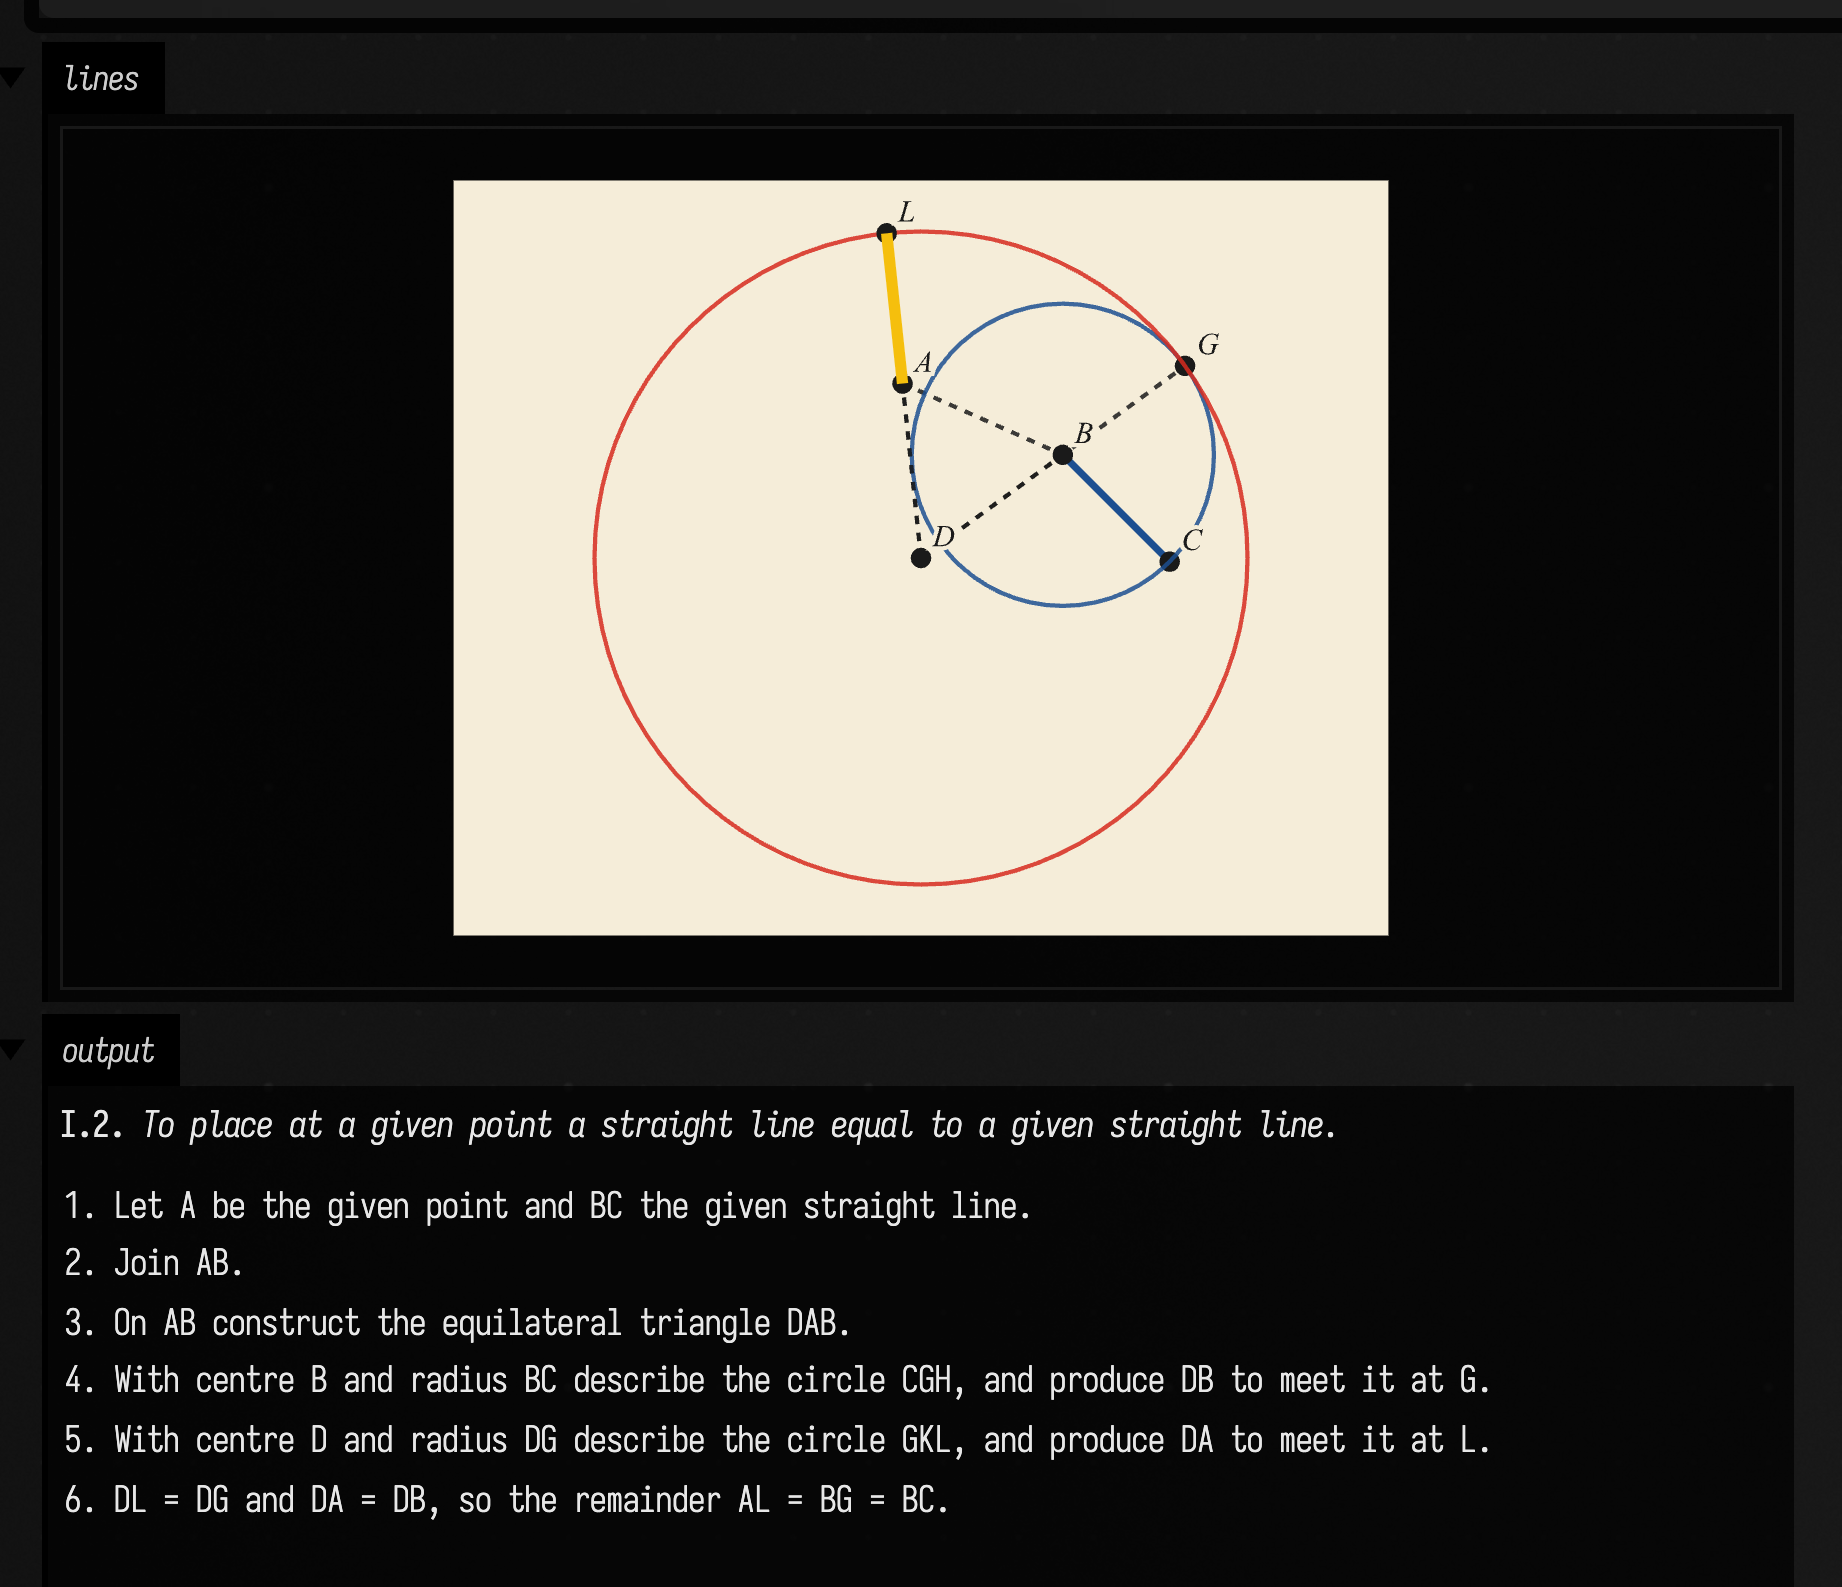 lines
L
G
A
B
D
C
output
I.2. To place at a given point a straight line equal to a given straight line.
1. Let A be the given point and BC the given straight line.
2. Join AB.
3. On AB construct the equilateral triangle DAB.
4. With centre B and radius BC describe the circle CGH, and produce DB to meet it at G.
5. With centre D and radius DG describe the circle GKL, and produce DA to meet it at L.
6. DL = DG and DA = DB, so the remainder AL = BG = BC.